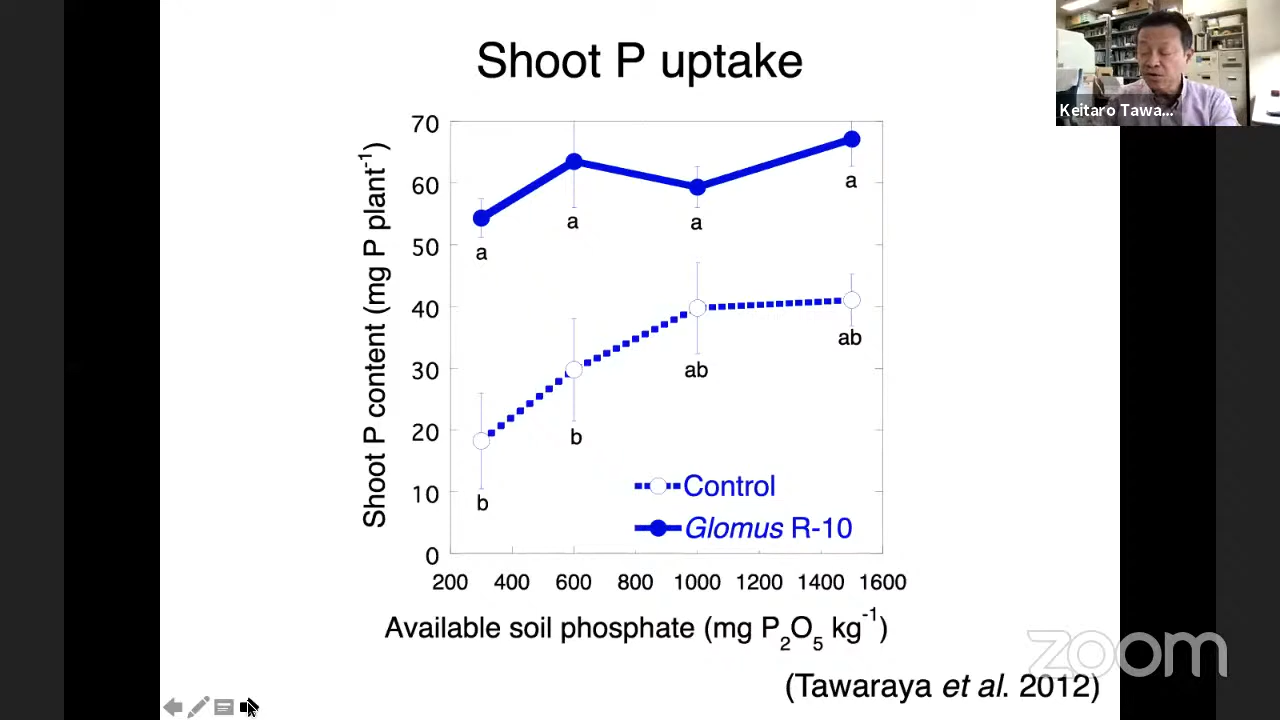 Shoot P uptake
Keitaro Tawa...
Shoot P content (mg P plant⁻¹)
70
60
50
40
30
20
10
0
a
a
a
a
b
b
ab
ab
Control
Glomus R-10
200 400 600 800 1000 1200 1400 1600
Available soil phosphate (mg P₂O₅ kg⁻¹)
zoom
(Tawaraya et al. 2012)